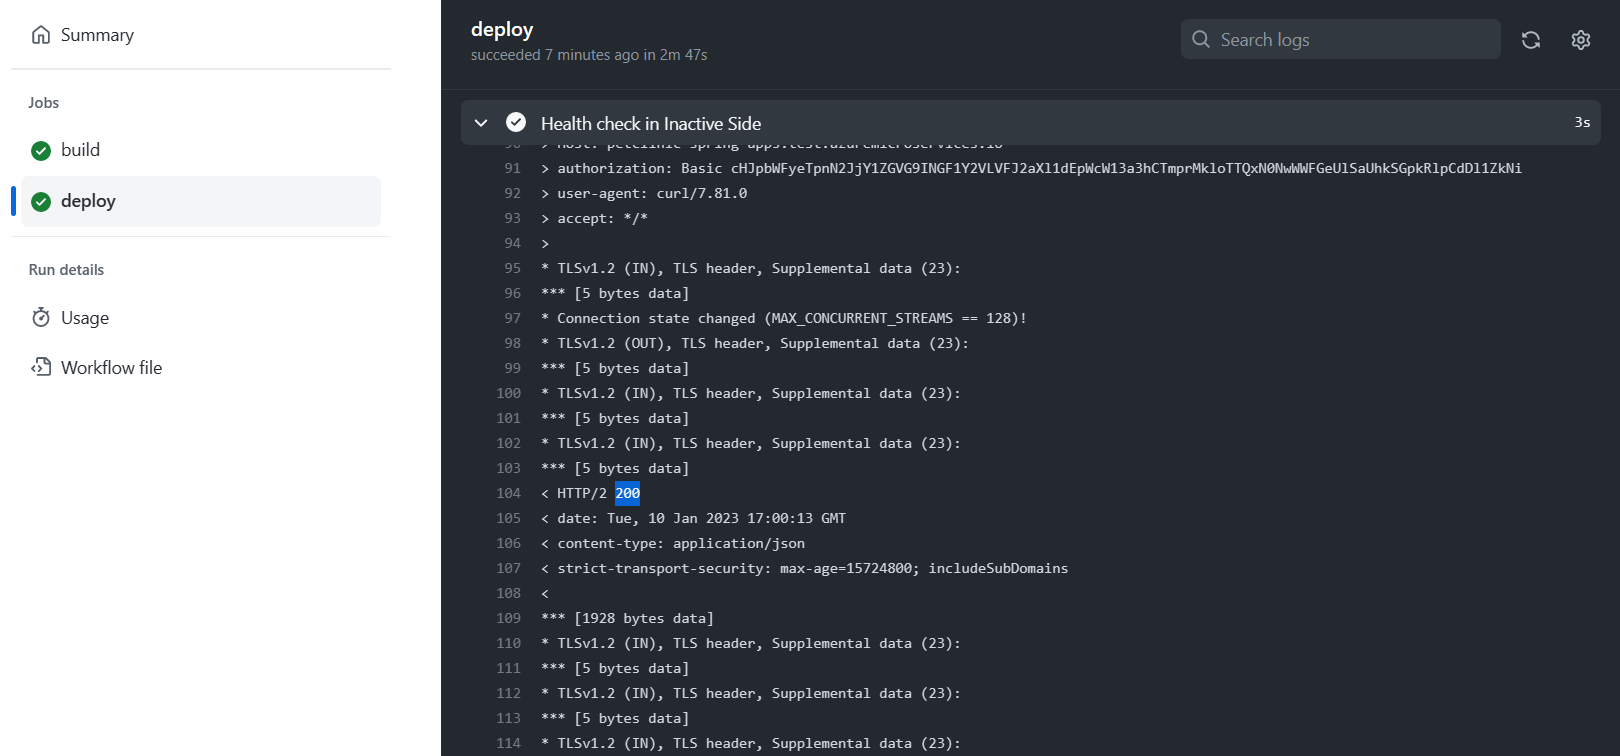 Summary
Jobs
build
deploy
Run details
Usage
Workflow file
deploy
succeeded 7 minutes ago in 2m 47s
Search logs
Health check in Inactive Side 3s
90 > host: petclinic-spring-apps.test.azuremicroservices.io
91 > authorization: Basic
92 > user-agent: curl/7.81.0
93 > accept: */*
94 >
95 * TLSv1.2 (IN), TLS header, Supplemental data (23):
96 *** [5 bytes data]
97 * Connection state changed (MAX_CONCURRENT_STREAMS == 128)!
98 * TLSv1.2 (OUT), TLS header, Supplemental data (23):
99 *** [5 bytes data]
100 * TLSv1.2 (IN), TLS header, Supplemental data (23):
101 *** [5 bytes data]
102 * TLSv1.2 (IN), TLS header, Supplemental data (23):
103 *** [5 bytes data]
104 < HTTP/2 200
105 < date: Tue, 10 Jan 2023 17:00:13 GMT
106 < content-type: application/json
107 < strict-transport-security: max-age=15724800; includeSubDomains
108 <
109 *** [1928 bytes data]
110 * TLSv1.2 (IN), TLS header, Supplemental data (23):
111 *** [5 bytes data]
112 * TLSv1.2 (IN), TLS header, Supplemental data (23):
113 *** [5 bytes data]
114 * TLSv1.2 (IN), TLS header, Supplemental data (23):